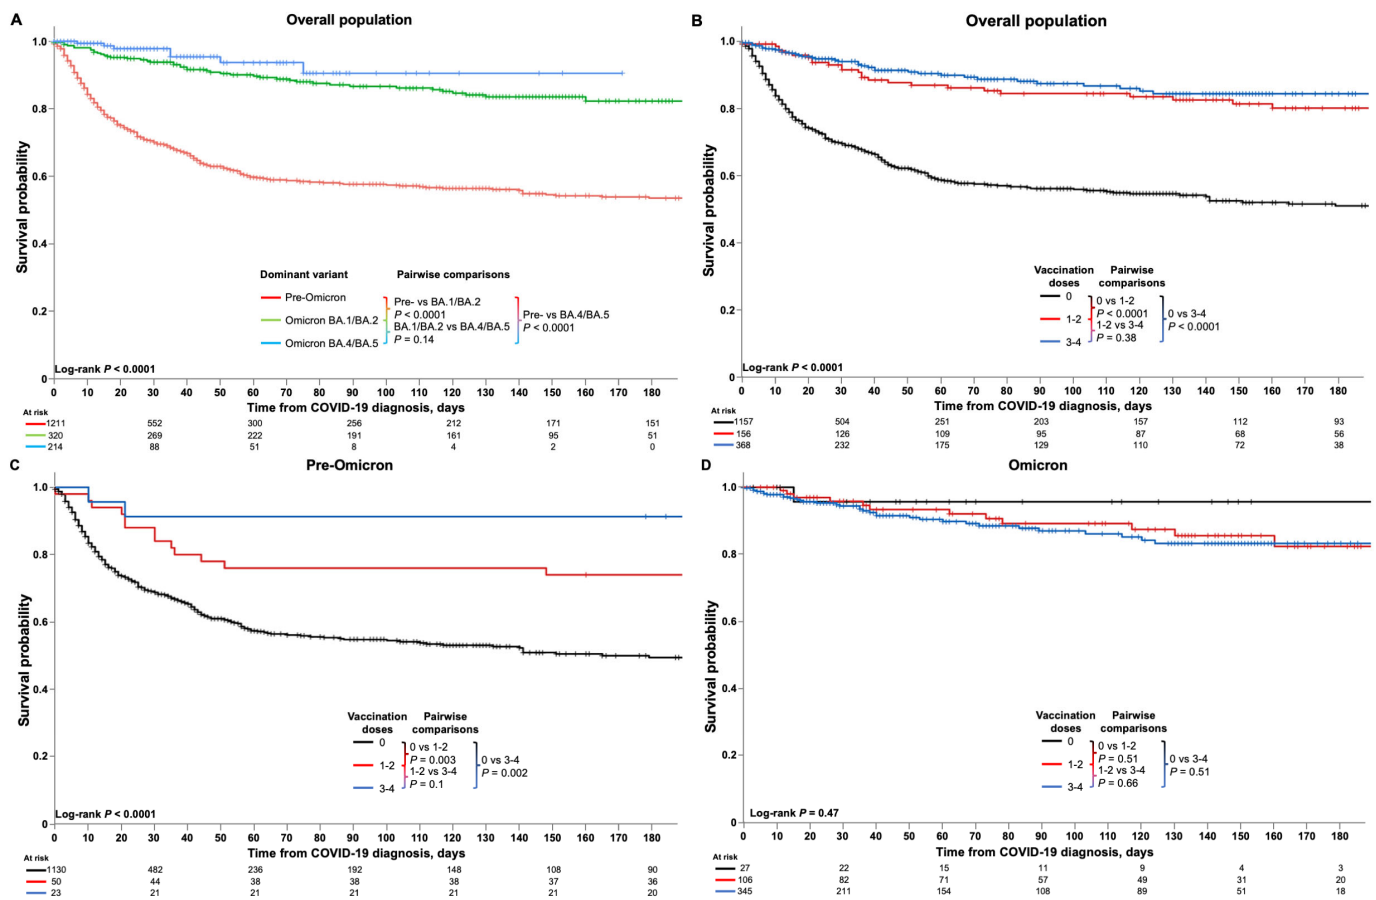 A
Overall population
Survival probability
1.0
0.8
0.6
0.4
0.2
0
Dominant variant
Pairwise comparisons
Pre-Omicron
Omicron BA.1/BA.2
Omicron BA.4/BA.5
Pre- vs BA.1/BA.2
P < 0.0001
BA.1/BA.2 vs BA.4/BA.5
P = 0.14
Pre- vs BA.4/BA.5
P < 0.0001
Log-rank P < 0.0001
0 10 20 30 40 50 60 70 80 90 100 110 120 130 140 150 160 170 180
Time from COVID-19 diagnosis, days
At risk
1211 552 300 256 212 171 151
320 269 222 191 161 95 51
214 88 51 8 4 2 0
B
Overall population
Survival probability
1.0
0.8
0.6
0.4
0.2
0
Vaccination doses
Pairwise comparisons
0
1-2
3-4
0 vs 1-2
P < 0.0001
1-2 vs 3-4
P = 0.38
0 vs 3-4
P < 0.0001
Log-rank P < 0.0001
0 10 20 30 40 50 60 70 80 90 100 110 120 130 140 150 160 170 180
Time from COVID-19 diagnosis, days
At risk
1157 504 251 203 157 112 93
156 126 109 95 87 68 56
368 232 175 129 110 72 38
C
Pre-Omicron
Survival probability
1.0
0.8
0.6
0.4
0.2
0
Vaccination doses
Pairwise comparisons
0
1-2
3-4
0 vs 1-2
P = 0.003
1-2 vs 3-4
P = 0.1
0 vs 3-4
P = 0.002
Log-rank P < 0.0001
0 10 20 30 40 50 60 70 80 90 100 110 120 130 140 150 160 170 180
Time from COVID-19 diagnosis, days
At risk
1130 482 236 192 148 108 90
50 44 38 38 38 37 36
23 21 21 21 21 21 20
D
Omicron
Survival probability
1.0
0.8
0.6
0.4
0.2
0
Vaccination doses
Pairwise comparisons
0
1-2
3-4
0 vs 1-2
P = 0.51
1-2 vs 3-4
P = 0.66
0 vs 3-4
P = 0.51
Log-rank P = 0.47
0 10 20 30 40 50 60 70 80 90 100 110 120 130 140 150 160 170 180
Time from COVID-19 diagnosis, days
At risk
27 22 15 11 9 4 3
106 82 71 57 49 31 20
345 211 154 108 89 51 18